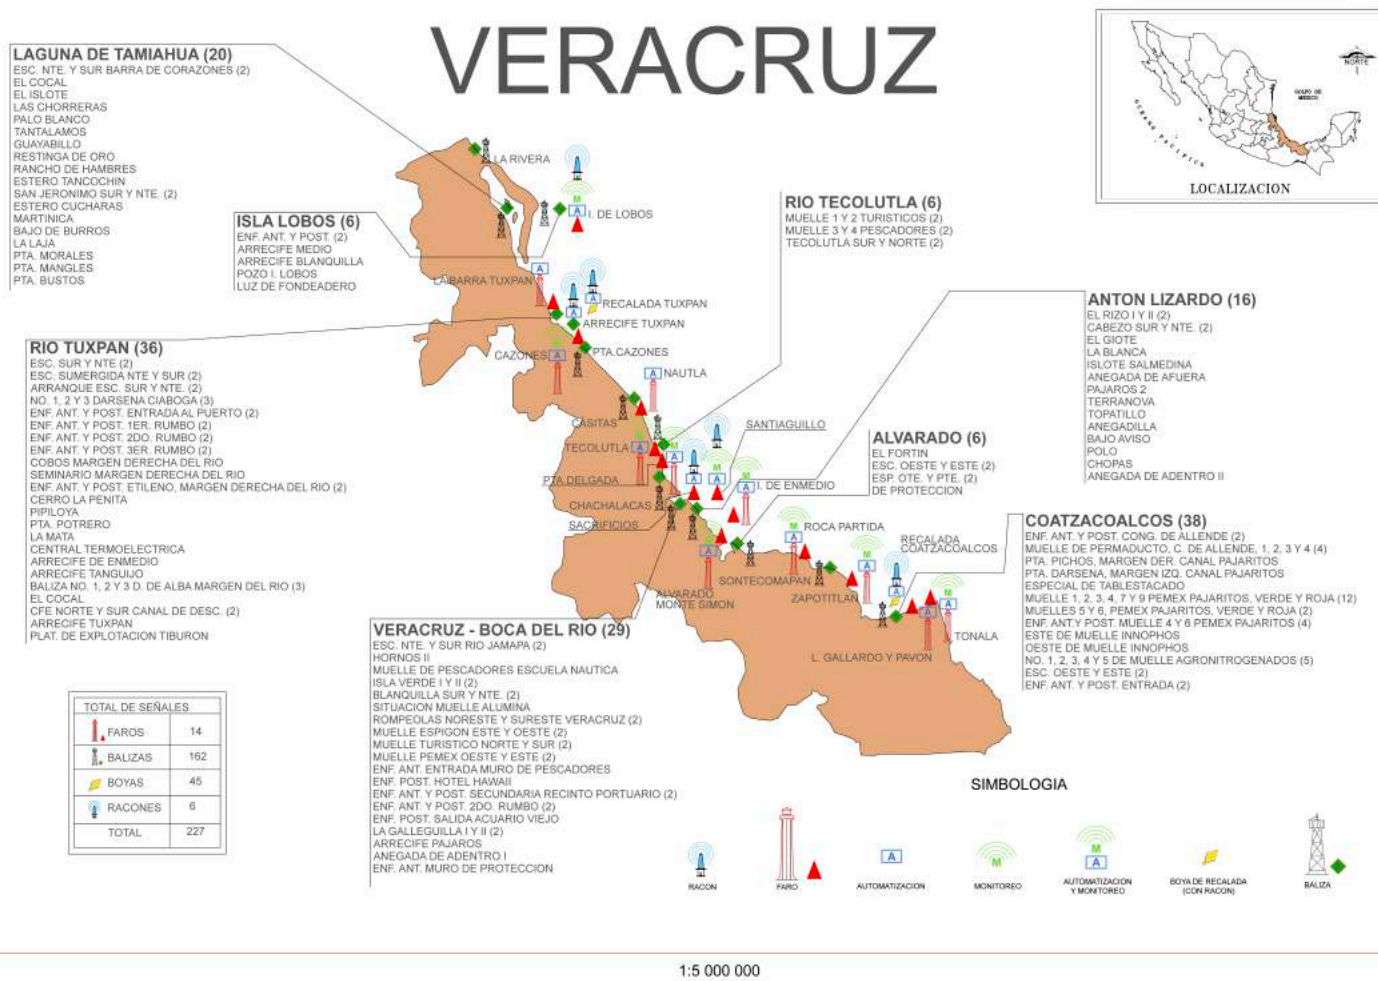 VERACRUZ
LAGUNA DE TAMIAHUA (20)
ESC. NTE. Y SUR BARRA DE CORAZONES (2)
EL COCAL
EL ISLOTE
LAS CHORRERAS
PALO BLANCO
TANTALAMOS
GUAYABILLO
RESTINGA DE ORO
RANCHO DE HAMBRES
ESTERO TANCOCHIN
SAN JERONIMO SUR Y NTE. (2)
ESTERO CUCHARAS
MARTINICA
BAJO DE BURROS
LA LAJA
PTA. MORALES
PTA. MANGLES
PTA. BUSTOS
ISLA LOBOS (6)
ENF. ANT. Y POST. (2)
ARRECIFE MEDIO
ARRECIFE BLANQUILLA
POZO I. LOBOS
LUZ DE FONDEADERO
RIO TUXPAN (36)
ESC. SUR Y NTE (2)
ESC. SUMERGIDA NTE Y SUR (2)
ARRANQUE ESC. SUR Y NTE. (2)
NO. 1, 2 Y 3 DARSENA CIABOGA (3)
ENF. ANT. Y POST. ENTRADA AL PUERTO (2)
ENF. ANT. Y POST. 1ER. RUMBO (2)
ENF. ANT. Y POST. 2DO. RUMBO (2)
ENF. ANT. Y POST. 3ER. RUMBO (2)
COBOS MARGEN DERECHA DEL RIO
SEMINARIO MARGEN DERECHA DEL RIO
ENF. ANT. Y POST. ETILENO, MARGEN DERECHA DEL RIO (2)
CERRO LA PENITA
PIPILOYA
PTA. POTRERO
LA MATA
CENTRAL TERMOELECTRICA
ARRECIFE DE ENMEDIO
ARRECIFE TANGUIJO
BALIZA NO. 1, 2 Y 3 D. DE ALBA MARGEN DEL RIO (3)
EL COCAL
CFE NORTE Y SUR CANAL DE DESC. (2)
ARRECIFE TUXPAN
PLAT. DE EXPLOTACION TIBURON
RIO TECOLUTLA (6)
MUELLE 1 Y 2 TURISTICOS (2)
MUELLE 3 Y 4 PESCADORES (2)
TECOLUTLA SUR Y NORTE (2)
NORTE
GOLFO DE
MEXICO
OCEANO PACIFICO
LOCALIZACION
ANTON LIZARDO (16)
EL RIZO I Y II (2)
CABEZO SUR Y NTE. (2)
EL GIOTE
LA BLANCA
ISLOTE SALMEDINA
ANEGADA DE AFUERA
PAJAROS 2
TERRANOVA
TOPATILLO
ANEGADILLA
BAJO AVISO
POLO
CHOPAS
ANEGADA DE ADENTRO II
ALVARADO (6)
EL FORTIN
ESC. OESTE Y ESTE (2)
ESP. OTE. Y PTE. (2)
DE PROTECCION
COATZACOALCOS (38)
ENF. ANT. Y POST. CONG. DE ALLENDE (2)
MUELLE DE PERMADUCTO, C. DE ALLENDE, 1, 2, 3 Y 4 (4)
PTA. PICHOS, MARGEN DER. CANAL PAJARITOS
PTA. DARSENA, MARGEN IZQ. CANAL PAJARITOS
ESPECIAL DE TABLESTACADO
MUELLE 1, 2, 3, 4, 7 Y 9 PEMEX PAJARITOS, VERDE Y ROJA (12)
MUELLES 5 Y 6, PEMEX PAJARITOS, VERDE Y ROJA (2)
ENF. ANT.Y POST. MUELLE 4 Y 6 PEMEX PAJARITOS (4)
ESTE DE MUELLE INNOPHOS
OESTE DE MUELLE INNOPHOS
NO. 1, 2, 3, 4 Y 5 DE MUELLE AGRONITROGENADOS (5)
ESC. OESTE Y ESTE (2)
ENF. ANT. Y POST. ENTRADA (2)
VERACRUZ - BOCA DEL RIO (29)
ESC. NTE. Y SUR RIO JAMAPA (2)
HORNOS II
MUELLE DE PESCADORES ESCUELA NAUTICA
ISLA VERDE I Y II (2)
BLANQUILLA SUR Y NTE. (2)
SITUACION MUELLE ALUMINA
ROMPEOLAS NORESTE Y SURESTE VERACRUZ (2)
MUELLE ESPIGON ESTE Y OESTE (2)
MUELLE TURISTICO NORTE Y SUR (2)
MUELLE PEMEX OESTE Y ESTE (2)
ENF. ANT. ENTRADA MURO DE PESCADORES
ENF. POST. HOTEL HAWAII
ENF. ANT. Y POST. SECUNDARIA RECINTO PORTUARIO (2)
ENF. ANT. Y POST. 2DO. RUMBO (2)
ENF. POST. SALIDA ACUARIO VIEJO
LA GALLEGUILLA I Y II (2)
ARRECIFE PAJAROS
ANEGADA DE ADENTRO I
ENF. ANT. MURO DE PROTECCION
LA RIVERA
M
A
I. DE LOBOS
A
LA BARRA TUXPAN
A
RECALADA TUXPAN
A
ARRECIFE TUXPAN
CAZONES
A
PTA.CAZONES
A
NAUTLA
CASITAS
TECOLUTLA
M
A
M
A
PTA.DELGADA
A
M
A
SANTIAGUILLO
M
A
I. DE ENMEDIO
CHACHALACAS
SACRIFICIOS
M
A
ALVARADO
MONTE SIMON
M
A
ROCA PARTIDA
SONTECOMAPAN
M
A
ZAPOTITLAN
RECALADA
COATZACOALCOS
A
A
L. GALLARDO Y PAVON
M
A
TONALA
TOTAL DE SEÑALES
FAROS 14
BALIZAS 162
BOYAS 45
RACONES 6
TOTAL 227
SIMBOLOGIA
RACON
FARO
A
AUTOMATIZACION
M
MONITOREO
M
A
AUTOMATIZACION
Y MONITOREO
BOYA DE RECALADA
(CON RACON)
BALIZA
1:5 000 000